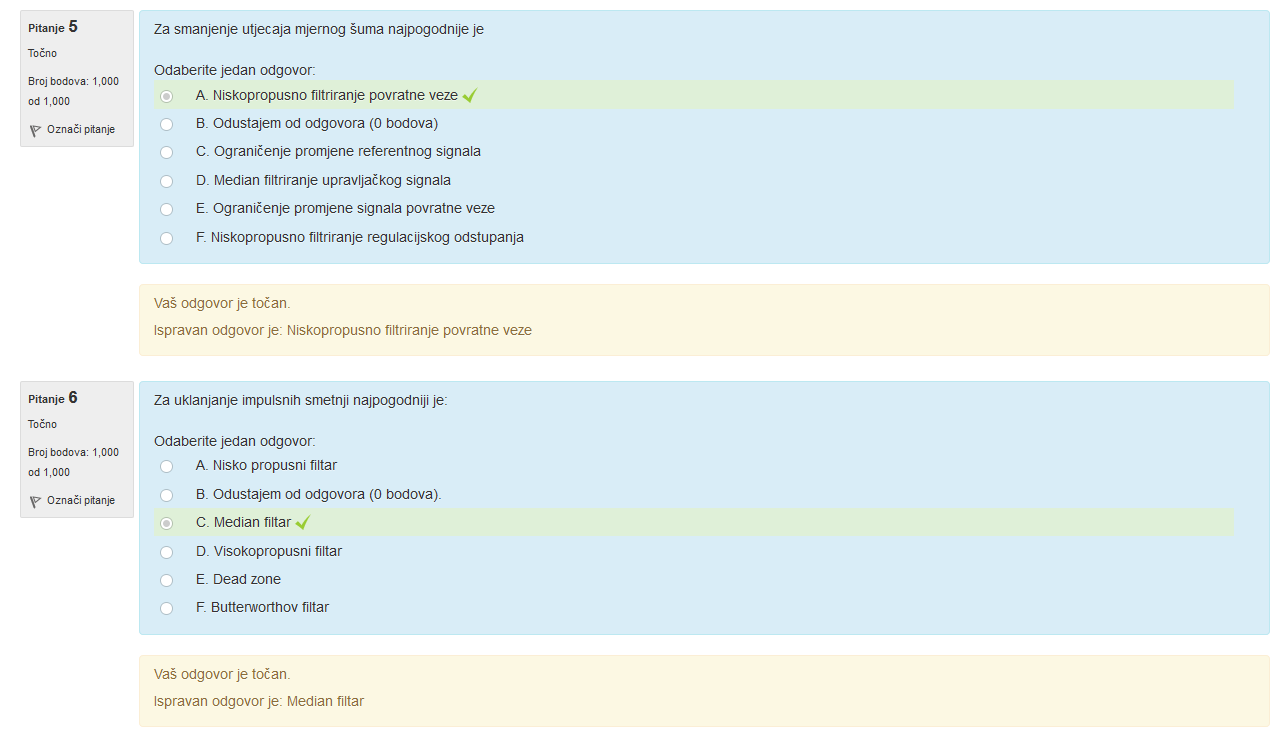 Pitanje 5
Točno
Broj bodova: 1,000
od 1,000
Označi pitanje
Za smanjenje utjecaja mjernog šuma najpogodnije je
Odaberite jedan odgovor:
A. Niskopropusno filtriranje povratne veze
B. Odustajem od odgovora (0 bodova)
C. Ograničenje promjene referentnog signala
D. Median filtriranje upravljačkog signala
E. Ograničenje promjene signala povratne veze
F. Niskopropusno filtriranje regulacijskog odstupanja
Vaš odgovor je točan.
Ispravan odgovor je: Niskopropusno filtriranje povratne veze
Pitanje 6
Točno
Broj bodova: 1,000
od 1,000
Označi pitanje
Za uklanjanje impulsnih smetnji najpogodniji je:
Odaberite jedan odgovor:
A. Nisko propusni filtar
B. Odustajem od odgovora (0 bodova).
C. Median filtar
D. Visokopropusni filtar
E. Dead zone
F. Butterworthov filtar
Vaš odgovor je točan.
Ispravan odgovor je: Median filtar